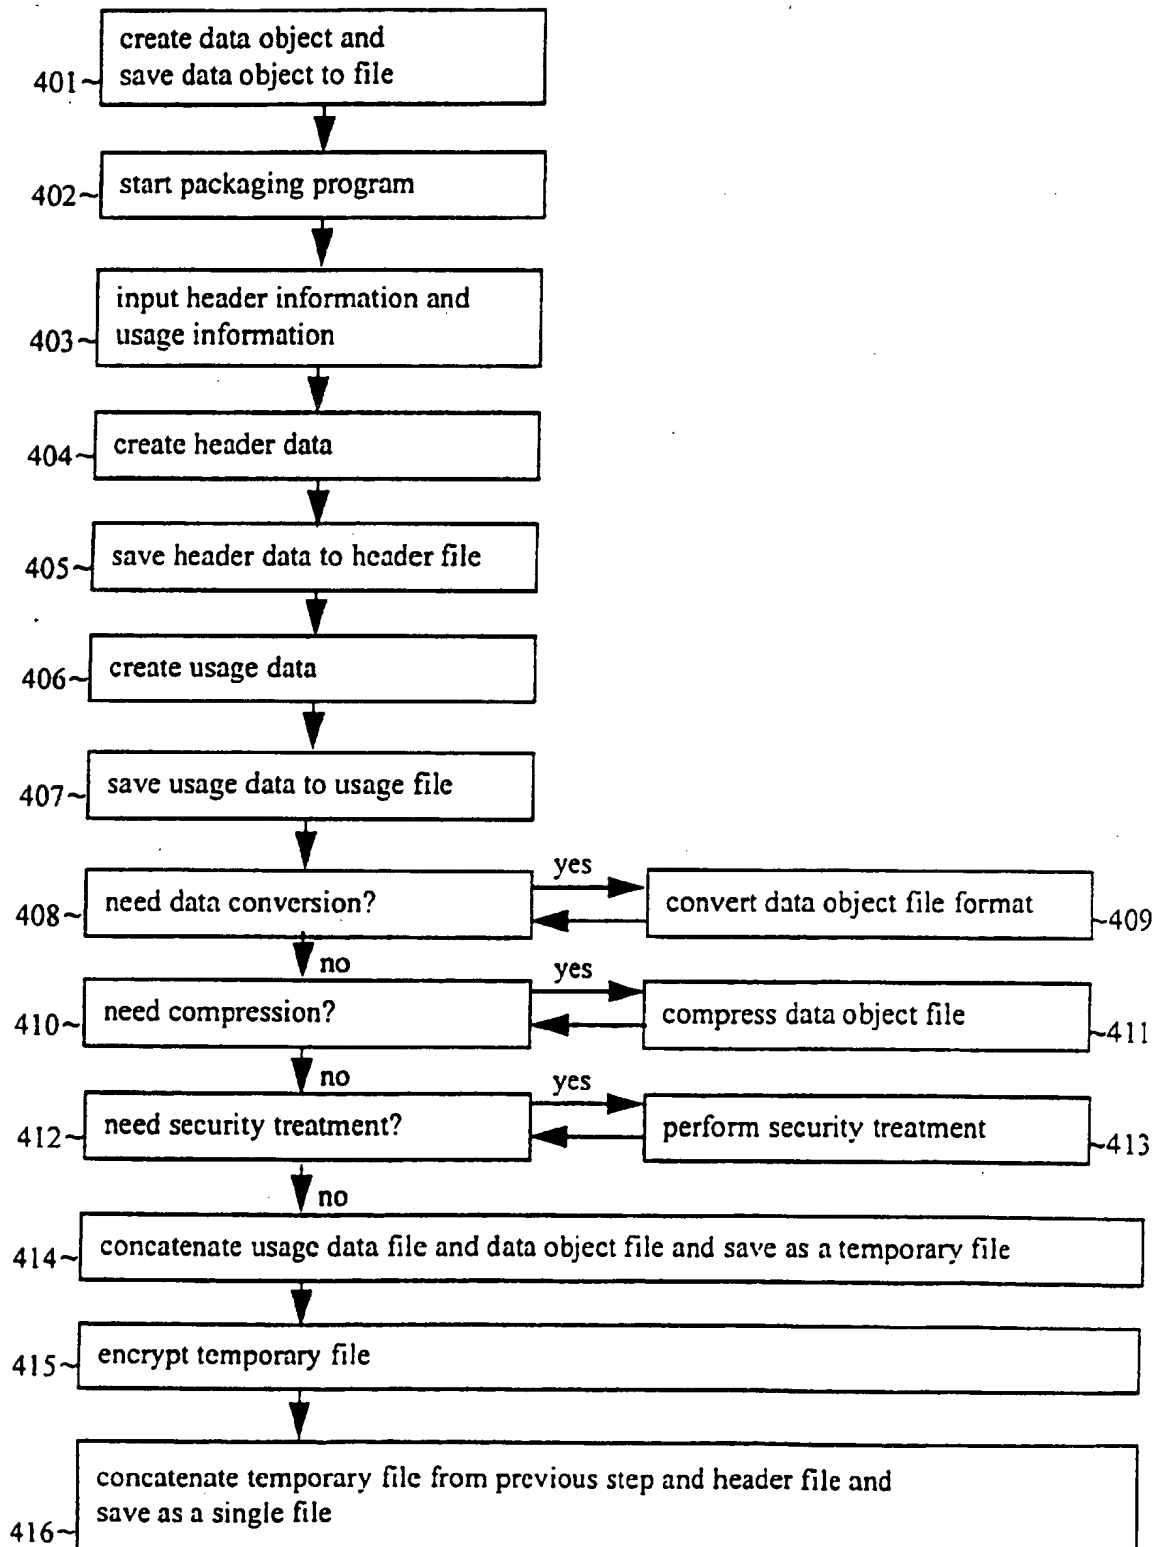 create data object and
save data object to file
401~
start packaging program
402~
input header information and
usage information
403~
create header data
404~
save header data to header file
405~
create usage data
406~
save usage data to usage file
407~
need data conversion?
408~
yes
convert data object file format
~409
no
need compression?
410~
yes
compress data object file
~411
no
need security treatment?
412~
yes
perform security treatment
~413
no
concatenate usage data file and data object file and save as a temporary file
414~
encrypt temporary file
415~
concatenate temporary file from previous step and header file and
save as a single file
416~